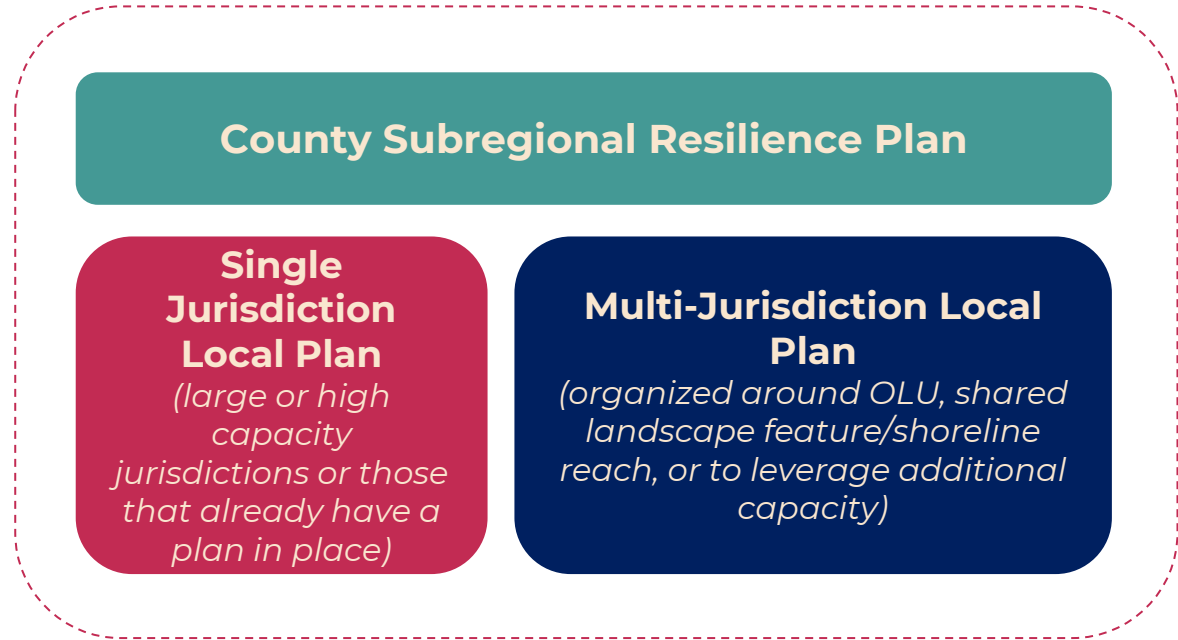 County Subregional Resilience Plan
Single
Jurisdiction
Local Plan
(large or high
capacity
jurisdictions or those
that already have a
plan in place)
Multi-Jurisdiction Local
Plan
(organized around OLU, shared
landscape feature/shoreline
reach, or to leverage additional
capacity)